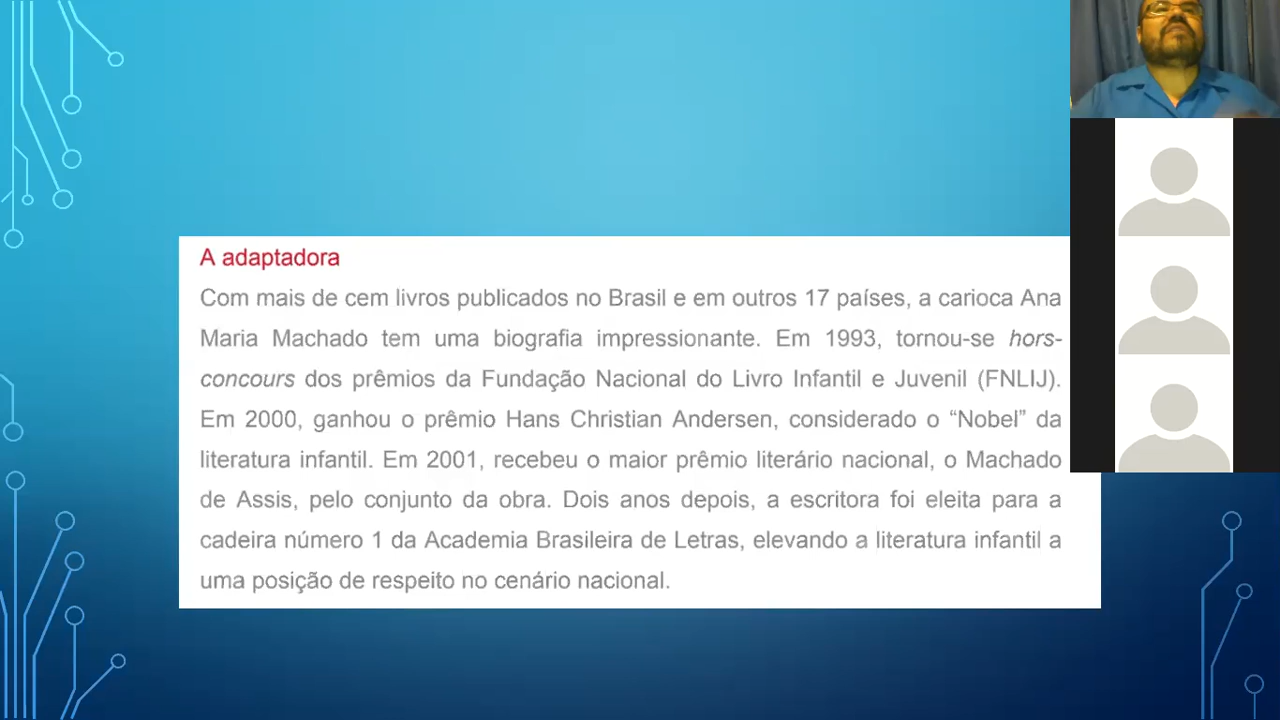 A adaptadora
Com mais de cem livros publicados no Brasil e em outros 17 países, a carioca Ana
Maria Machado tem uma biografia impressionante. Em 1993, tornou-se hors-
concours dos prêmios da Fundação Nacional do Livro Infantil e Juvenil (FNLIJ).
Em 2000, ganhou o prêmio Hans Christian Andersen, considerado o “Nobel” da
literatura infantil. Em 2001, recebeu o maior prêmio literário nacional, o Machado
de Assis, pelo conjunto da obra. Dois anos depois, a escritora foi eleita para a
cadeira número 1 da Academia Brasileira de Letras, elevando a literatura infantil a
uma posição de respeito no cenário nacional.